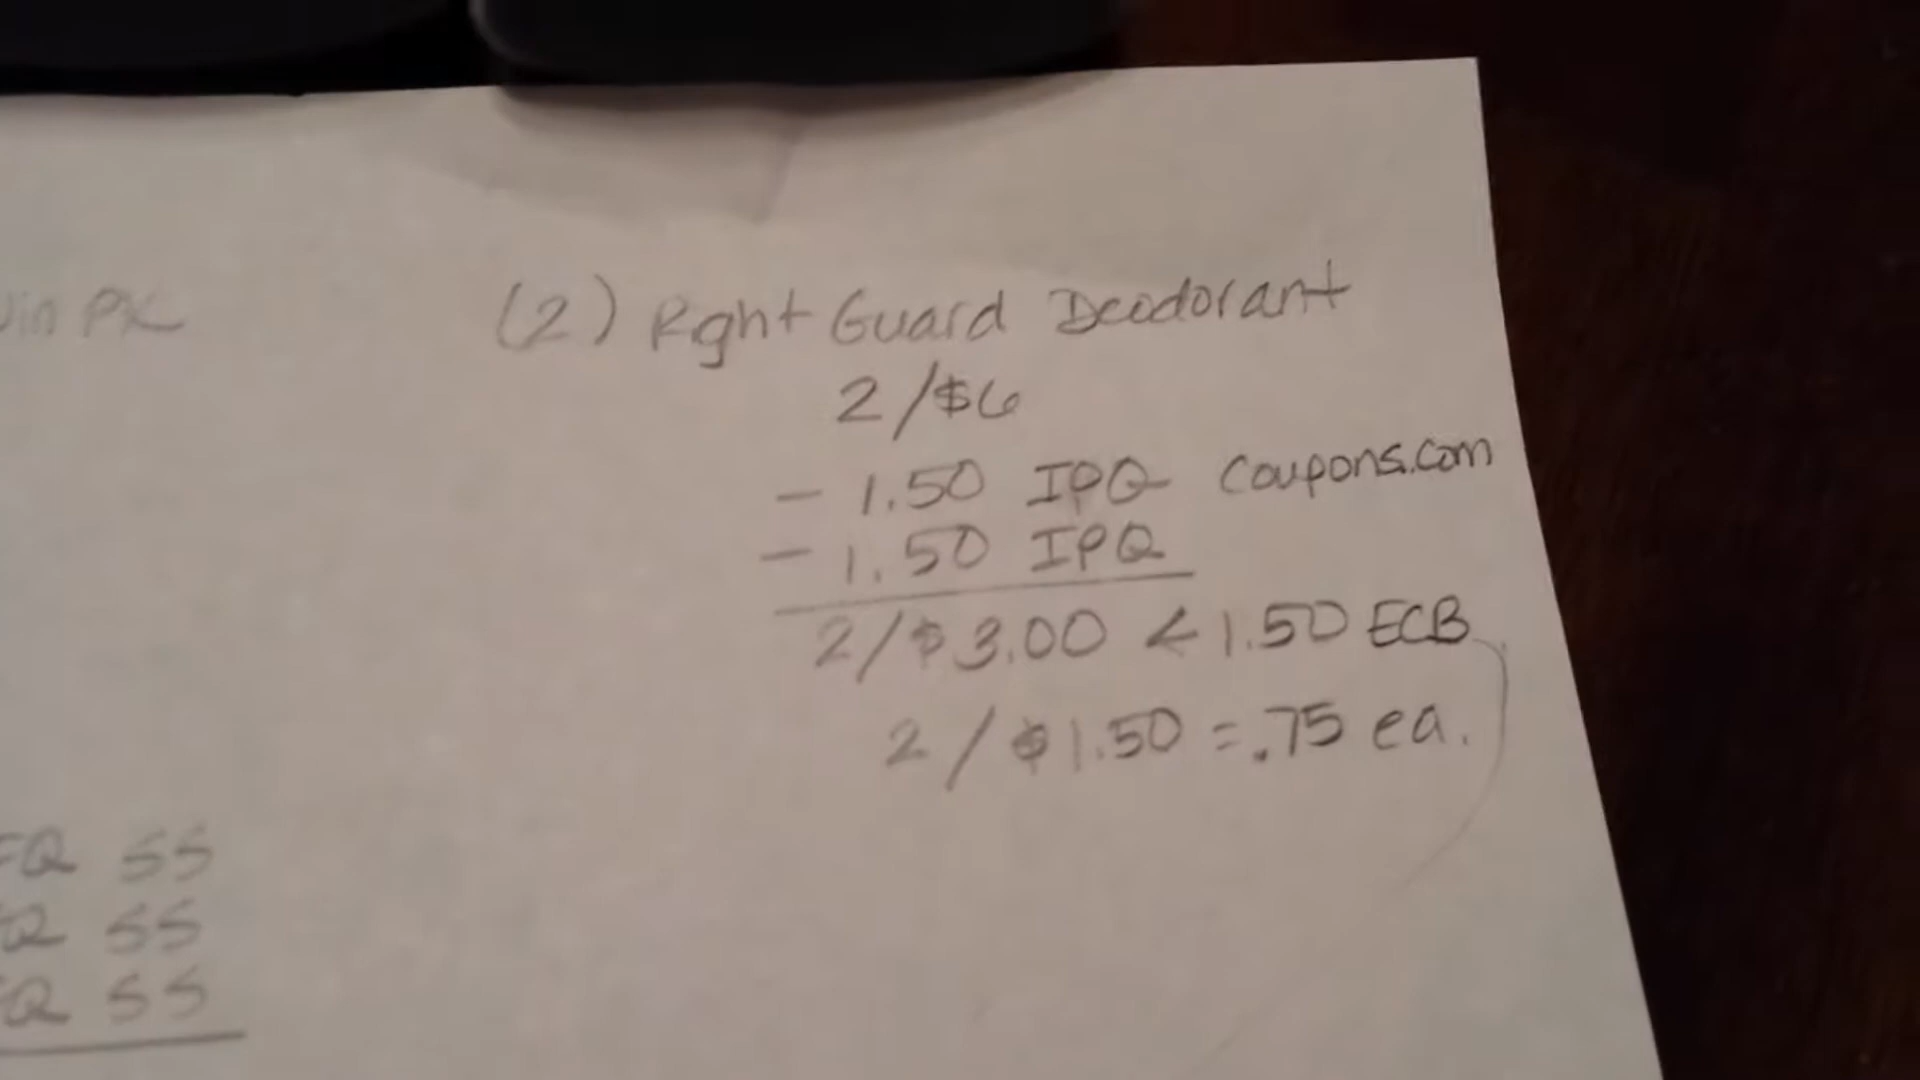 (2) Rght Guard Deodorant
2/$6
- 1.50 IPQ Coupons.com
- 1.50 IPQ
2/$3.00 < 1.50 ECB
2/$1.50 = .75 ea.
SS
SS
SS